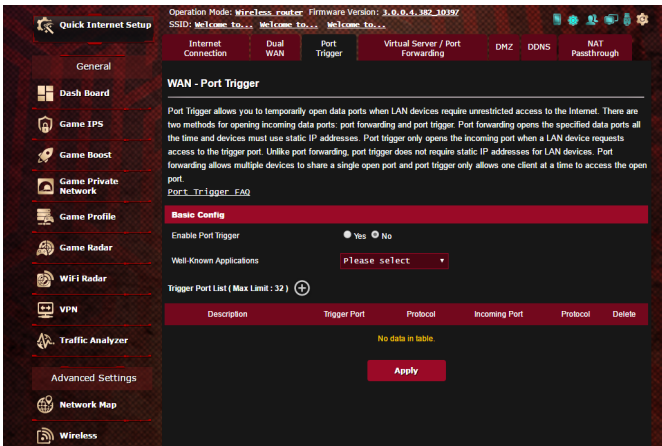 Quick Internet Setup
Operation Mode: Wireless router Firmware Version: 3.0.0.4.382_10397
SSID: Welcome to... Welcome to... Welcome to...
Internet Connection
Dual WAN
Port Trigger
Virtual Server / Port Forwarding
DMZ
DDNS
NAT Passthrough
General
Dash Board
Game IPS
Game Boost
Game Private Network
Game Profile
Game Radar
WiFi Radar
VPN
Traffic Analyzer
Advanced Settings
Network Map
Wireless
WAN - Port Trigger
Port Trigger allows you to temporarily open data ports when LAN devices require unrestricted access to the Internet. There are
two methods for opening incoming data ports: port forwarding and port trigger. Port forwarding opens the specified data ports all
the time and devices must use static IP addresses. Port trigger only opens the incoming port when a LAN device requests
access to the trigger port. Unlike port forwarding, port trigger does not require static IP addresses for LAN devices. Port
forwarding allows multiple devices to share a single open port and port trigger only allows one client at a time to access the open
port.
Port Trigger FAQ
Basic Config
Enable Port Trigger Yes No
Well-Known Applications Please select
Trigger Port List ( Max Limit : 32 )
Description Trigger Port Protocol Incoming Port Protocol Delete
No data in table.
Apply